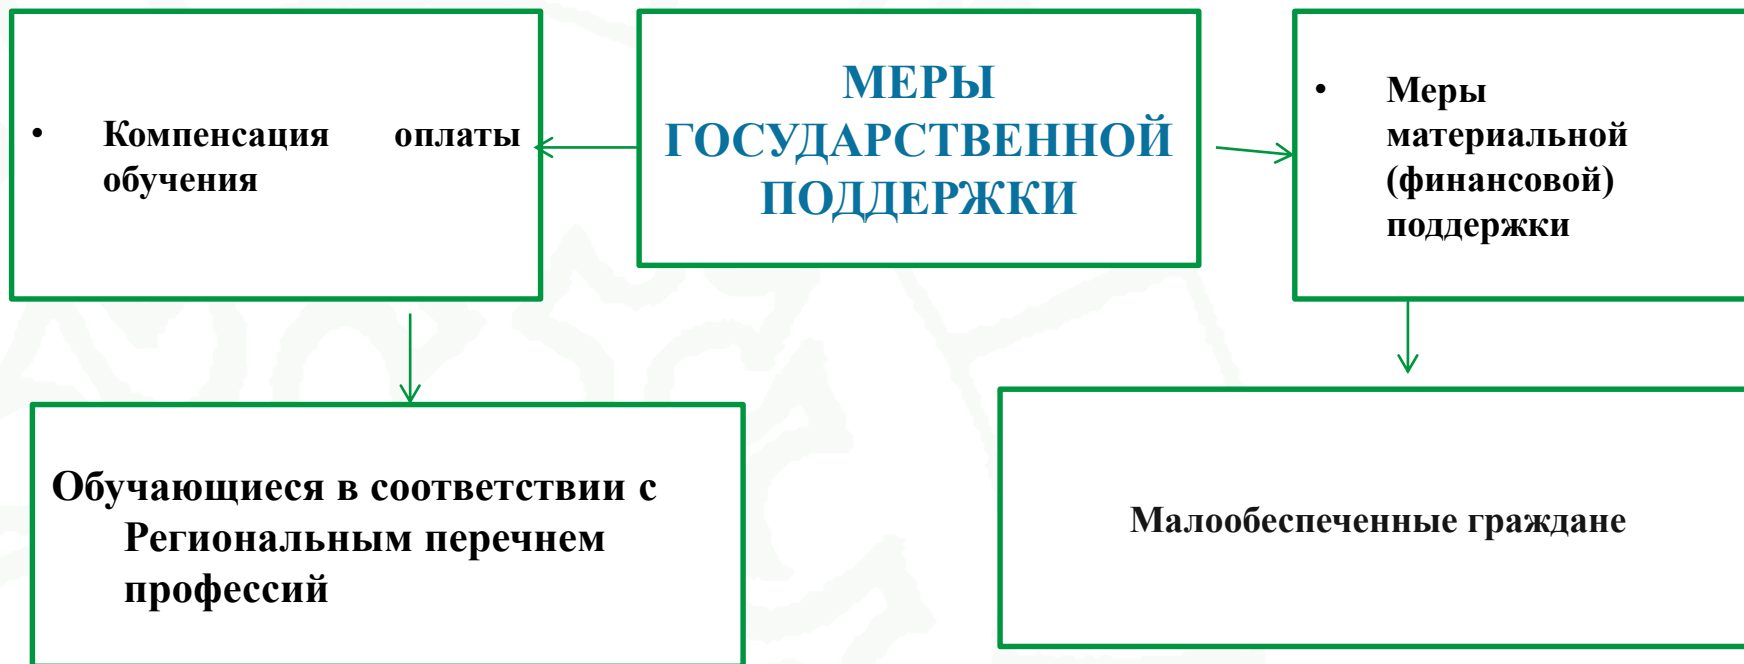 • Компенсация оплаты
обучения
МЕРЫ
ГОСУДАРСТВЕННОЙ
ПОДДЕРЖКИ
• Меры
материальной
(финансовой)
поддержки
Обучающиеся в соответствии с
Региональным перечнем
профессий
Малообеспеченные граждане